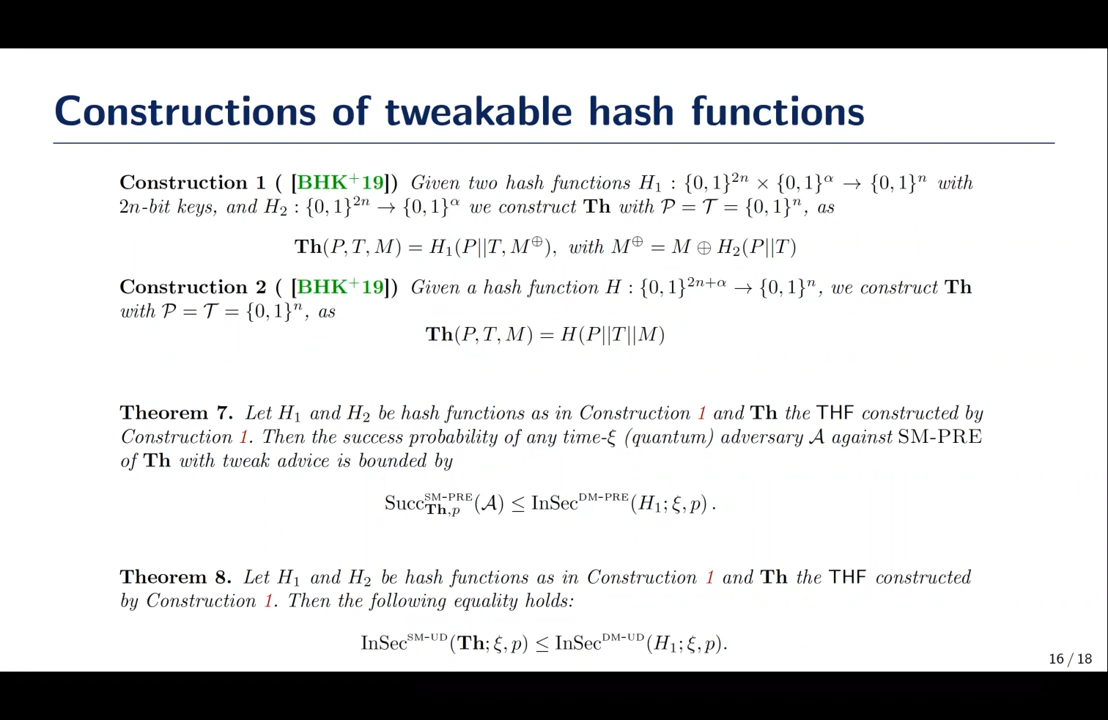 Constructions of tweakable hash functions
Construction 1 ( [BHK⁺19]) Given two hash functions H₁ : {0, 1}²ⁿ × {0, 1}^α → {0, 1}ⁿ with
2n-bit keys, and H₂ : {0, 1}²ⁿ → {0, 1}^α we construct Th with 𝒫 = 𝒯 = {0, 1}ⁿ, as
Th(P, T, M) = H₁(P||T, M^⊕), with M^⊕ = M ⊕ H₂(P||T)
Construction 2 ( [BHK⁺19]) Given a hash function H : {0, 1}²ⁿ⁺^α → {0, 1}ⁿ, we construct Th
with 𝒫 = 𝒯 = {0, 1}ⁿ, as
Th(P, T, M) = H(P||T||M)
Theorem 7. Let H₁ and H₂ be hash functions as in Construction 1 and Th the THF constructed by
Construction 1. Then the success probability of any time-ξ (quantum) adversary 𝒜 against SM-PRE
of Th with tweak advice is bounded by
Succ^SM-PRE_Th,p (𝒜) ≤ InSec^DM-PRE (H₁; ξ, p) .
Theorem 8. Let H₁ and H₂ be hash functions as in Construction 1 and Th the THF constructed
by Construction 1. Then the following equality holds:
InSec^SM-UD (Th; ξ, p) ≤ InSec^DM-UD (H₁; ξ, p).
16 / 18